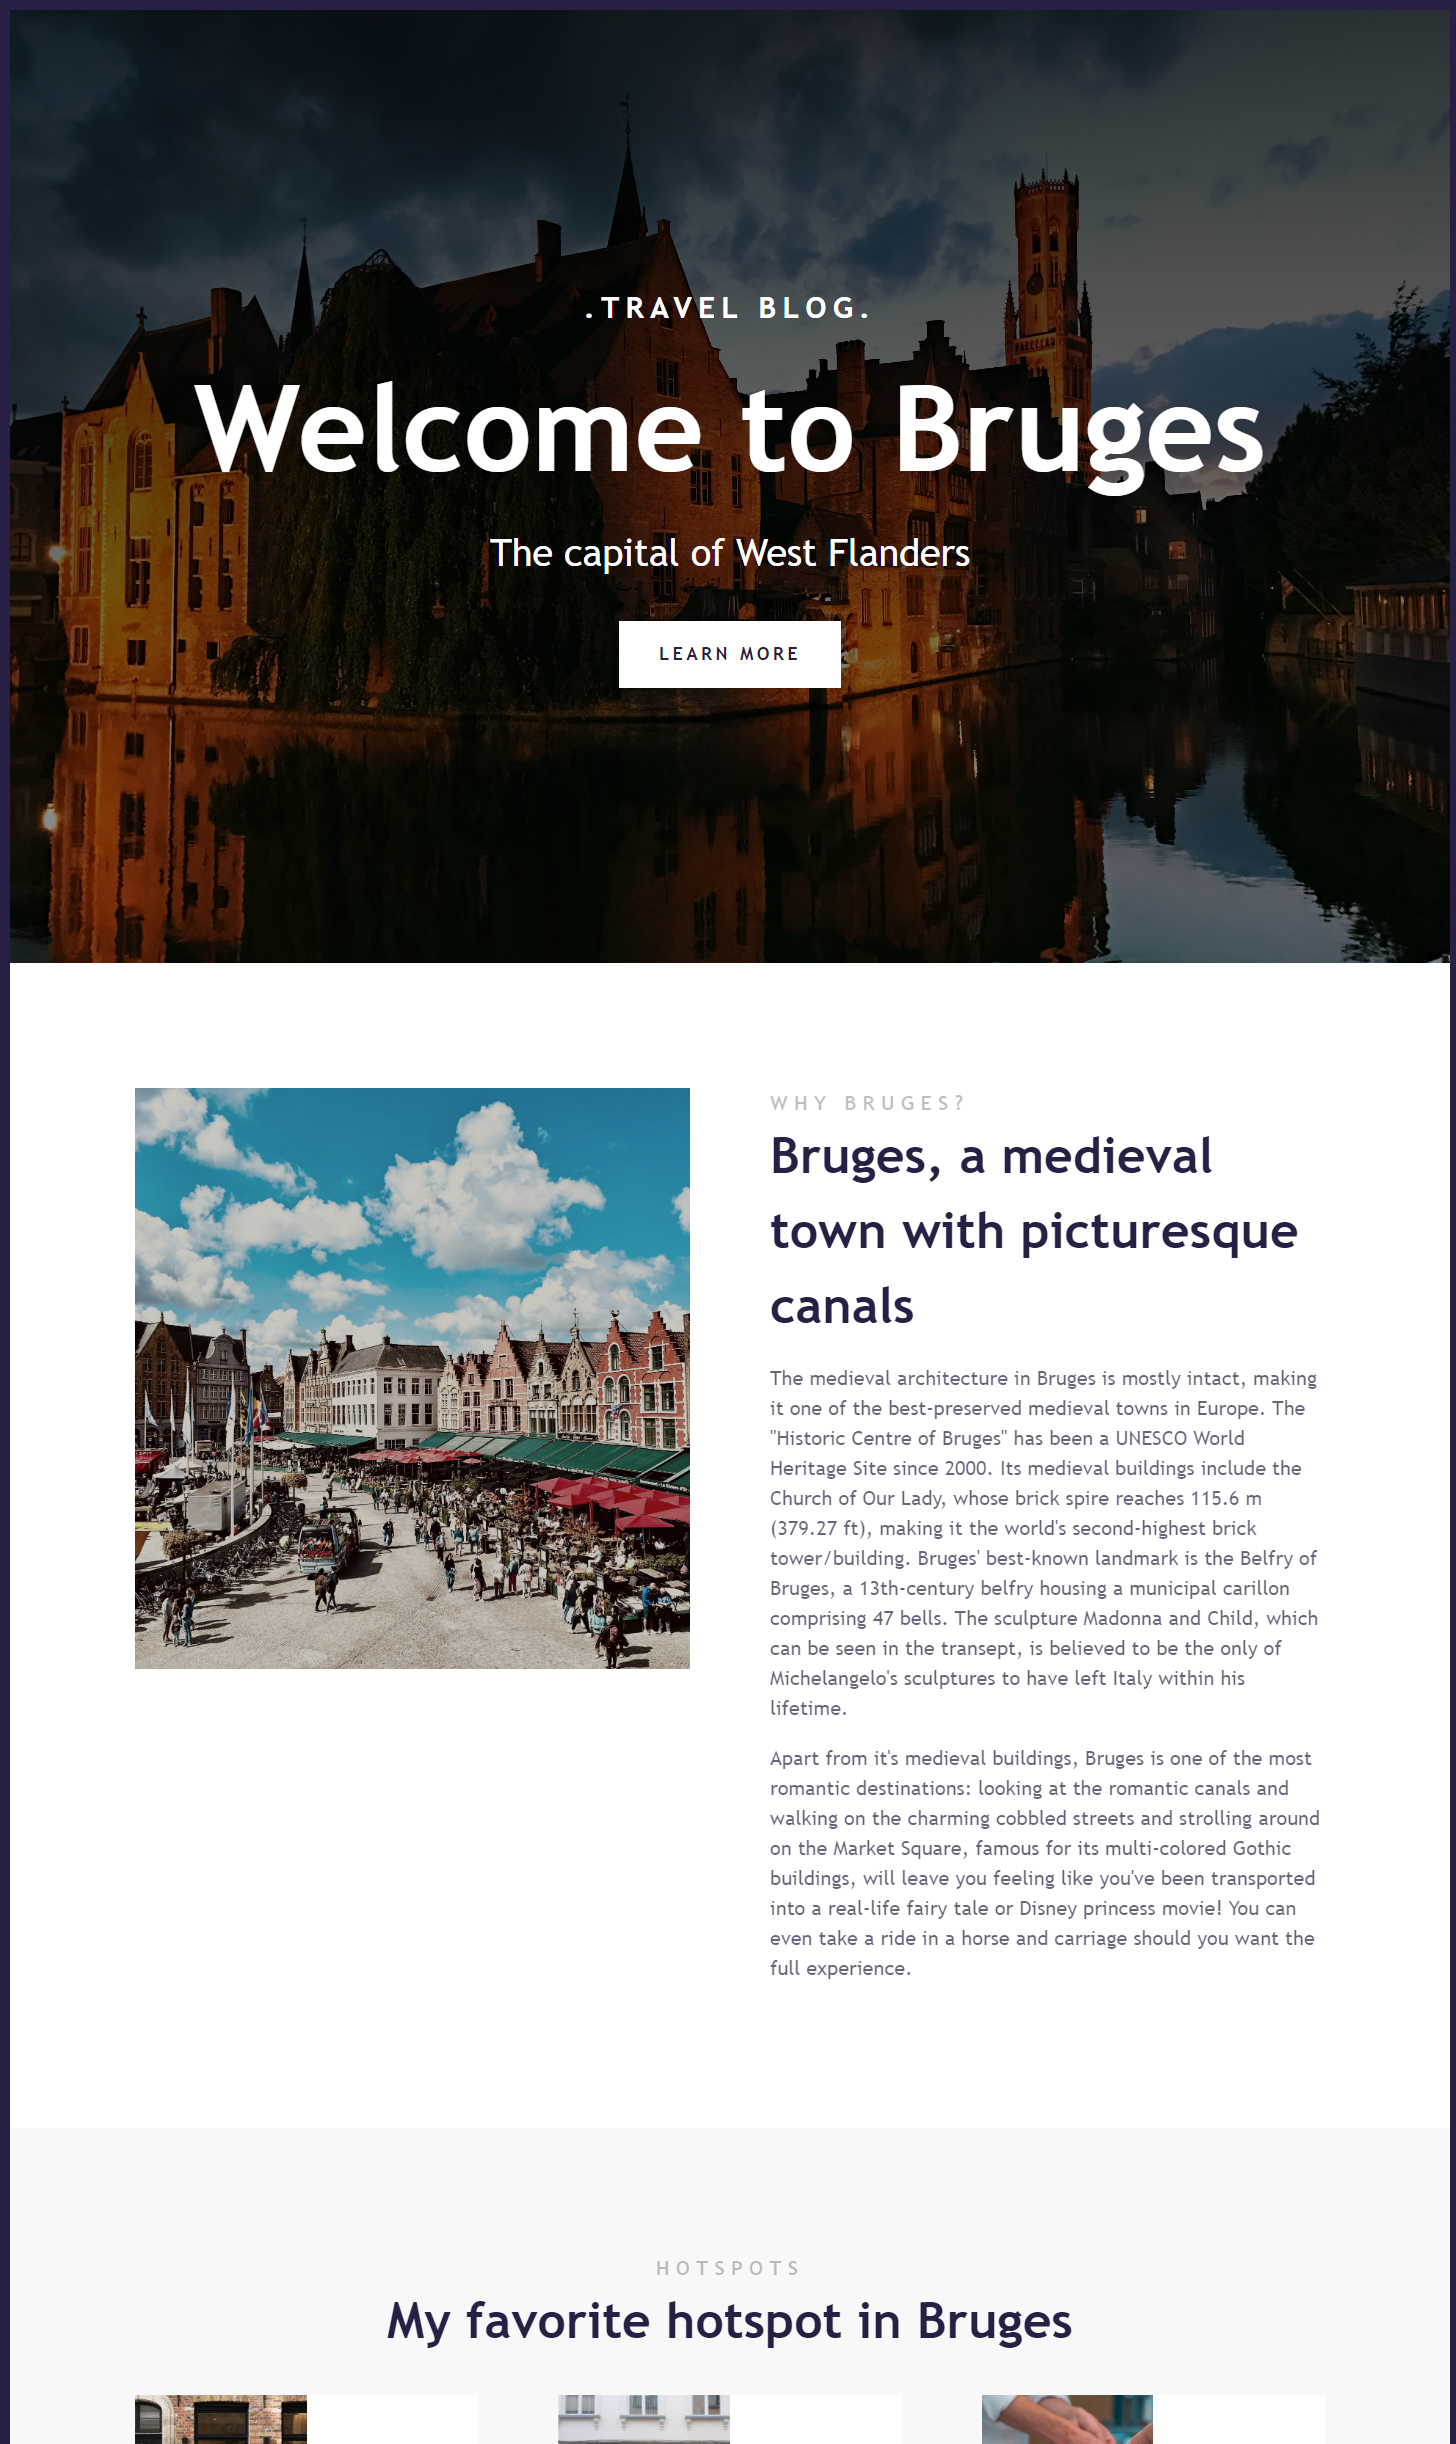 .TRAVEL BLOG.
Welcome to Bruges
The capital of West Flanders
LEARN MORE
WHY BRUGES?
Bruges, a medieval
town with picturesque
canals
The medieval architecture in Bruges is mostly intact, making
it one of the best-preserved medieval towns in Europe. The
"Historic Centre of Bruges" has been a UNESCO World
Heritage Site since 2000. Its medieval buildings include the
Church of Our Lady, whose brick spire reaches 115.6 m
(379.27 ft), making it the world's second-highest brick
tower/building. Bruges' best-known landmark is the Belfry of
Bruges, a 13th-century belfry housing a municipal carillon
comprising 47 bells. The sculpture Madonna and Child, which
can be seen in the transept, is believed to be the only of
Michelangelo's sculptures to have left Italy within his
lifetime.
Apart from it's medieval buildings, Bruges is one of the most
romantic destinations: looking at the romantic canals and
walking on the charming cobbled streets and strolling around
on the Market Square, famous for its multi-colored Gothic
buildings, will leave you feeling like you've been transported
into a real-life fairy tale or Disney princess movie! You can
even take a ride in a horse and carriage should you want the
full experience.
HOTSPOTS
My favorite hotspot in Bruges